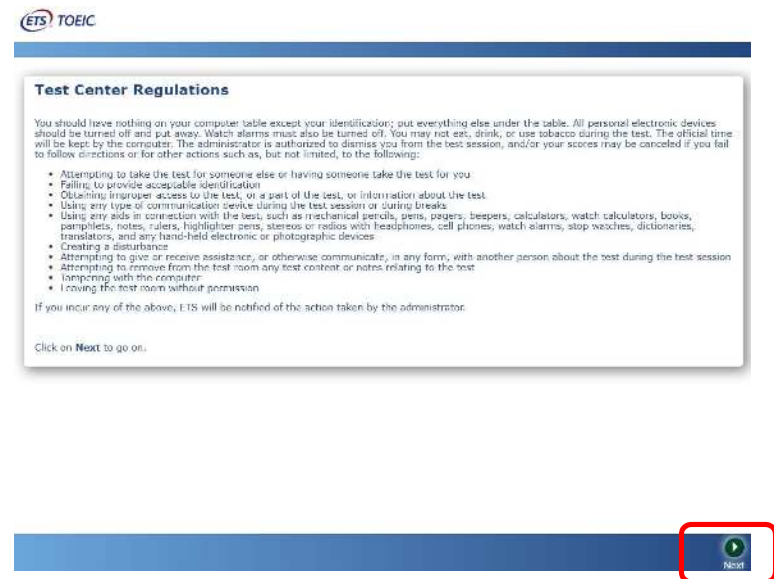 ETS TOEIC
Test Center Regulations
You should have nothing on your computer table except your identification; put everything else under the table. All personal electronic devices
should be turned off and put away. Watch alarms must also be turned off. You may not eat, drink, or use tobacco during the test. The official time
will be kept by the computer. The administrator is authorized to dismiss you from the test session, and/or your scores may be canceled if you fail
to follow directions or for other actions such as, but not limited, to the following:
• Attempting to take the test for someone else or having someone take the test for you
• Failing to provide acceptable identification
• Obtaining improper access to the test, or a part of the test, or information about the test
• Using any type of communication device during the test session or during breaks
• Using any aids in connection with the test, such as mechanical pencils, pens, pagers, beepers, calculators, watch calculators, books,
pamphlets, notes, rulers, highlighter pens, stereos or radios with headphones, cell phones, watch alarms, stop watches, dictionaries,
translators, and any hand-held electronic or photographic devices
• Creating a disturbance
• Attempting to give or receive assistance, or otherwise communicate, in any form, with another person about the test during the test session
• Attempting to remove from the test room any test content or notes relating to the test
• Tampering with the computer
• Leaving the test room without permission
If you incur any of the above, ETS will be notified of the action taken by the administrator.
Click on Next to go on.
Next